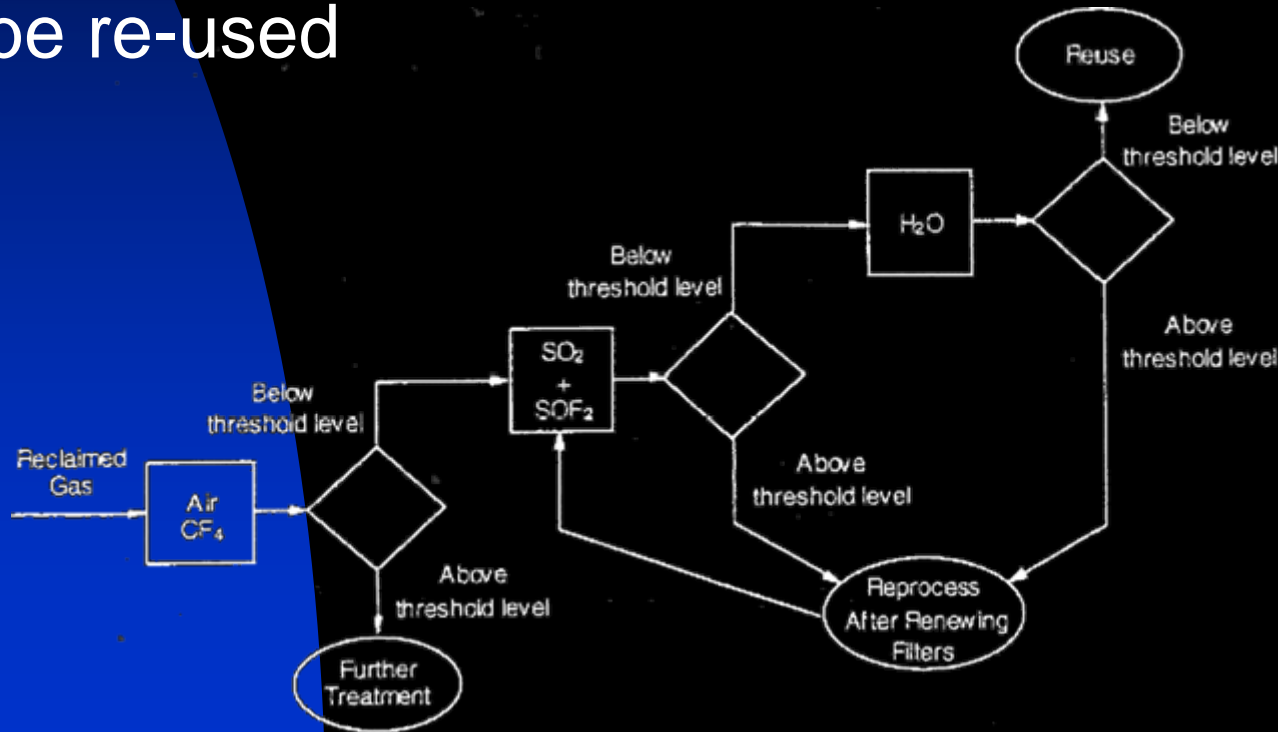 be re-used
Reuse
Below
threshold level
H₂O
Below
threshold level
Above
threshold level
SO₂
+
SOF₂
Below
threshold level
Reclaimed
Gas
Air
CF₄
Above
threshold level
Above
threshold level
Reprocess
After Renewing
Filters
Further
Treatment